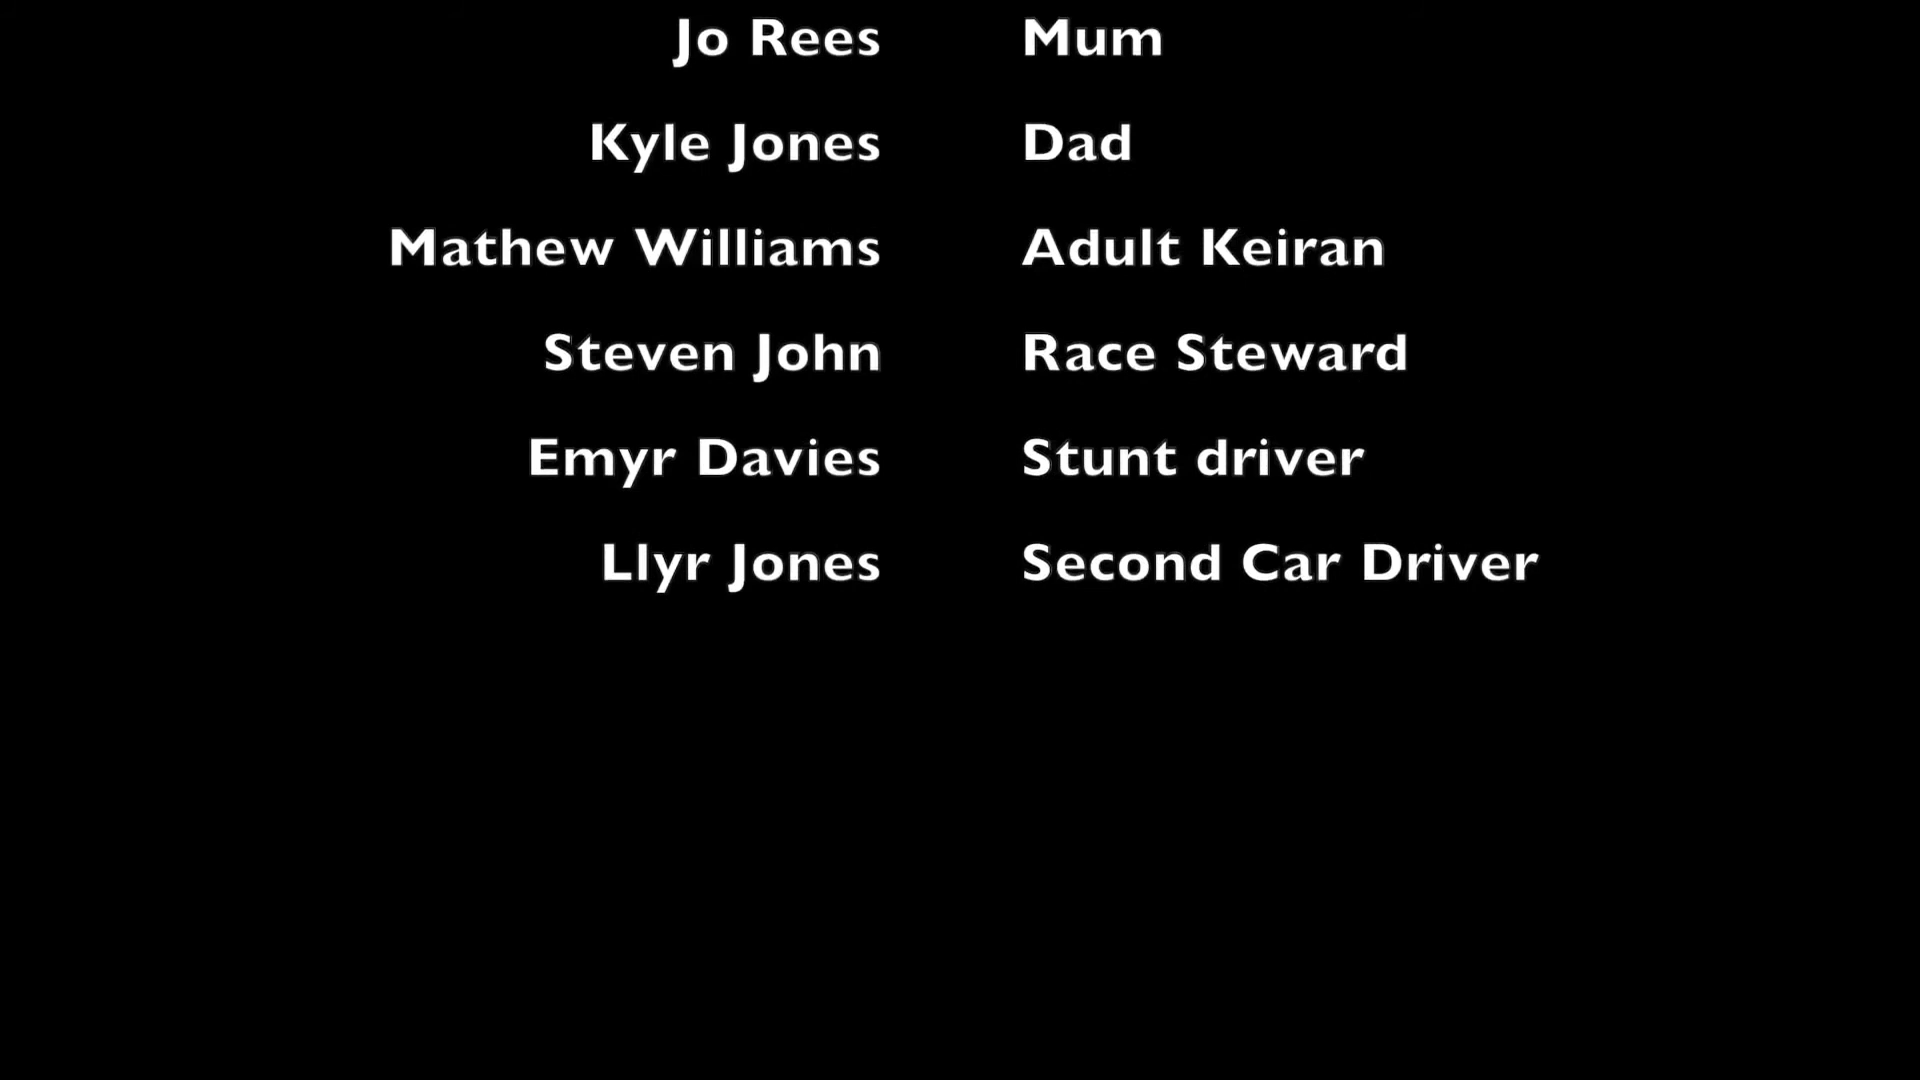 Jo Rees Mum
Kyle Jones Dad
Mathew Williams Adult Keiran
Steven John Race Steward
Emyr Davies Stunt driver
Llyr Jones Second Car Driver